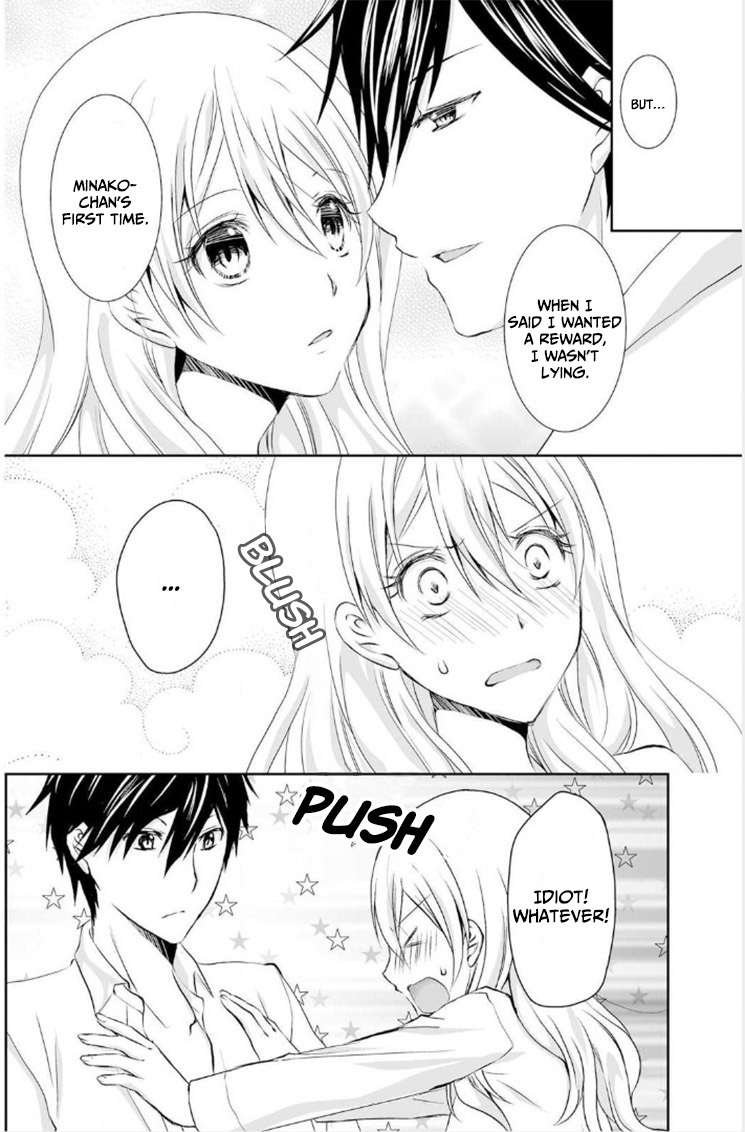 BUT...
WHEN I
SAID I WANTED
A REWARD,
I WASN'T
LYING.
MINAKO-
CHAN'S
FIRST TIME.
BLUSH
...
PUSH
IDIOT!
WHATEVER!